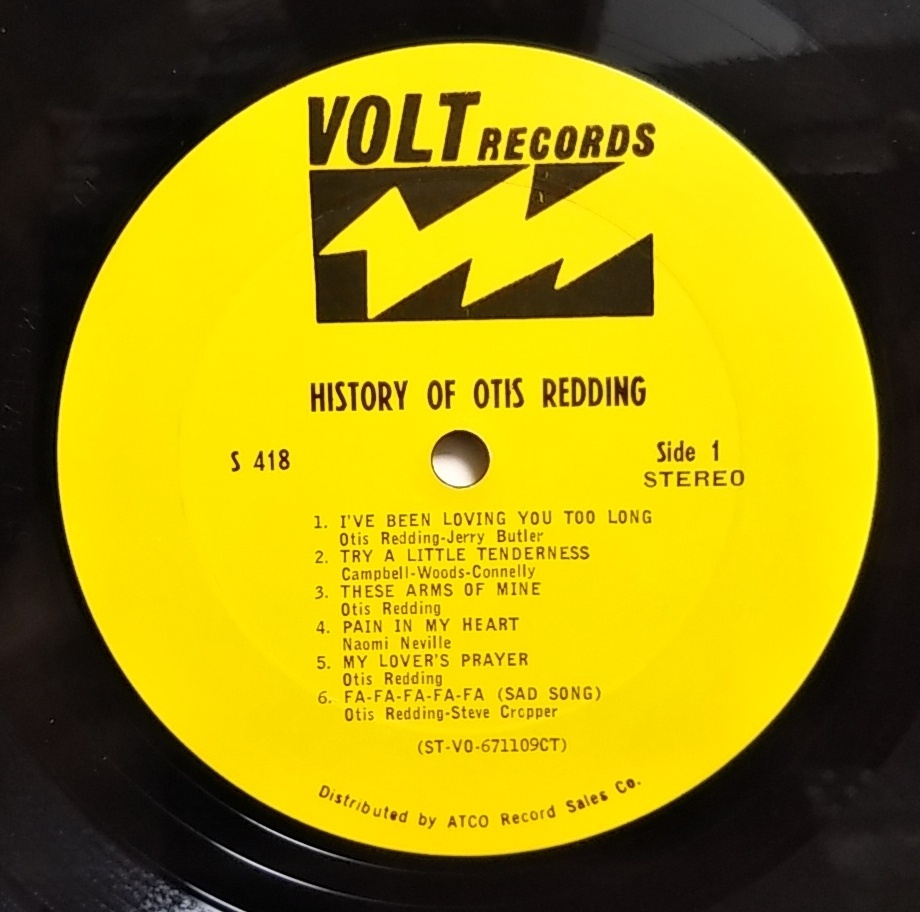 VOLT RECORDS
HISTORY OF OTIS REDDING
S 418
Side 1
STEREO
1. I'VE BEEN LOVING YOU TOO LONG
Otis Redding-Jerry Butler
2. TRY A LITTLE TENDERNESS
Campbell-Woods-Connelly
3. THESE ARMS OF MINE
Otis Redding
4. PAIN IN MY HEART
Naomi Neville
5. MY LOVER'S PRAYER
Otis Redding
6. FA-FA-FA-FA-FA (SAD SONG)
Otis Redding-Steve Cropper
(ST-VO-671109CT)
Distributed by ATCO Record Sales Co.